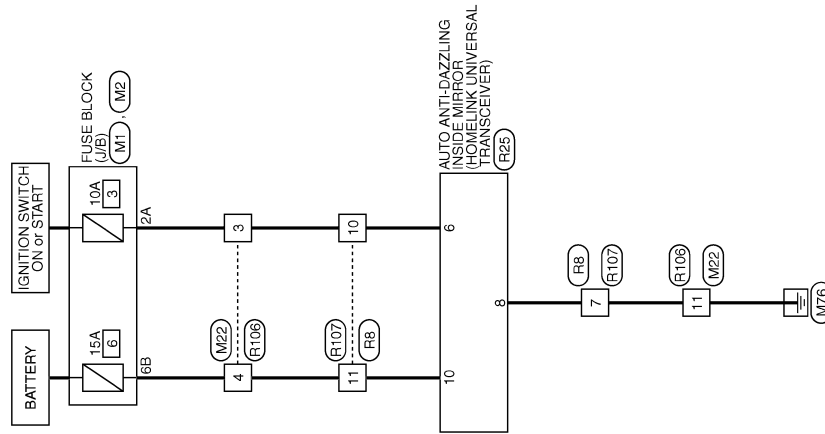 BATTERY
IGNITION SWITCH
ON or START
FUSE BLOCK
(J/B)
M1 , M2
15A
6
10A
3
6B
2A
M22
4
3
R106
R107
11
10
R8
AUTO ANTI-DAZZLING
INSIDE MIRROR
(HOMELINK UNIVERSAL
TRANSCEIVER)
R25
10
6
8
R8
7
R107
R106
11
M22
M76